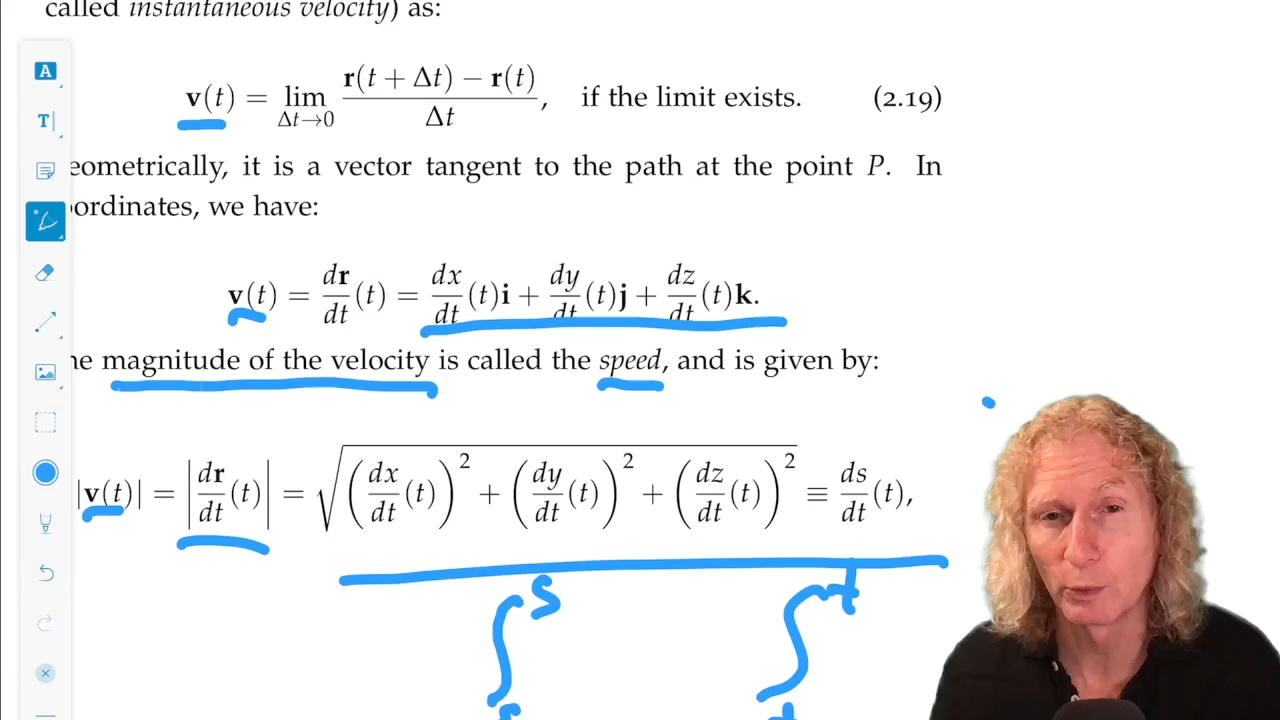 called instantaneous velocity) as:
v(t) = lim Δt→0 r(t + Δt) − r(t) / Δt, if the limit exists. (2.19)
eometrically, it is a vector tangent to the path at the point P. In
ordinates, we have:
v(t) = dr/dt (t) = dx/dt (t)i + dy/dt (t)j + dz/dt (t)k.
he magnitude of the velocity is called the speed, and is given by:
|v(t)| = |dr/dt (t)| = √((dx/dt (t))² + (dy/dt (t))² + (dz/dt (t))²) ≡ ds/dt (t),
∫ s ∫ t
A
T